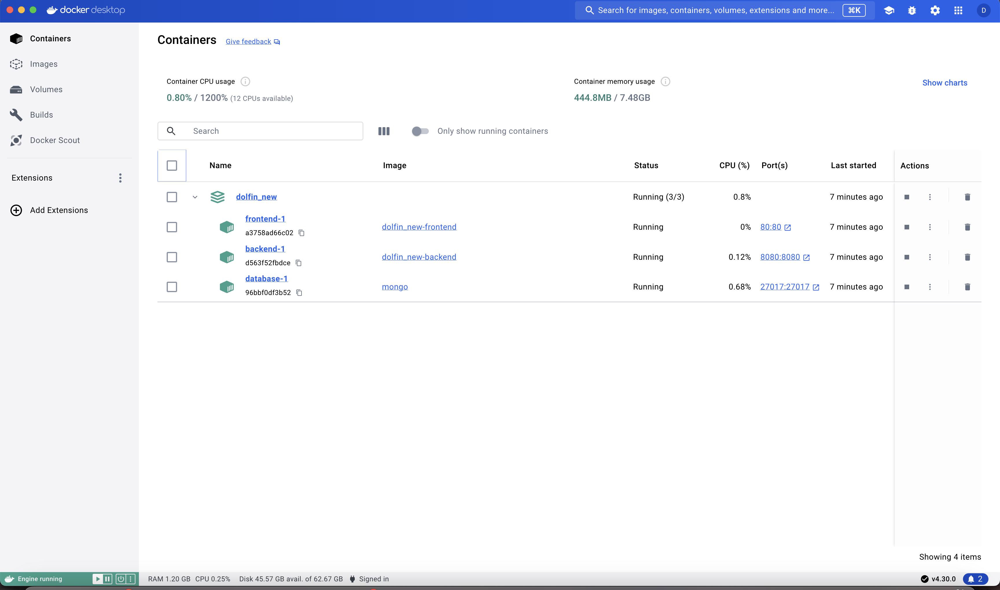 docker desktop
Search for images, containers, volumes, extensions and more... ⌘K
D
Containers
Images
Volumes
Builds
Docker Scout
Extensions
Add Extensions
Containers Give feedback
Container CPU usage
0.80% / 1200% (12 CPUs available)
Container memory usage
444.8MB / 7.48GB
Show charts
Search
Only show running containers
Name Image Status CPU (%) Port(s) Last started Actions
dolfin_new Running (3/3) 0.8% 7 minutes ago
frontend-1
a3758ad66c02
dolfin_new-frontend Running 0% 80:80 7 minutes ago
backend-1
d563f52fbdce
dolfin_new-backend Running 0.12% 8080:8080 7 minutes ago
database-1
96bbf0df3b52
mongo Running 0.68% 27017:27017 7 minutes ago
Showing 4 items
Engine running
RAM 1.20 GB CPU 0.25% Disk 45.57 GB avail. of 62.67 GB Signed in
v4.30.0
2